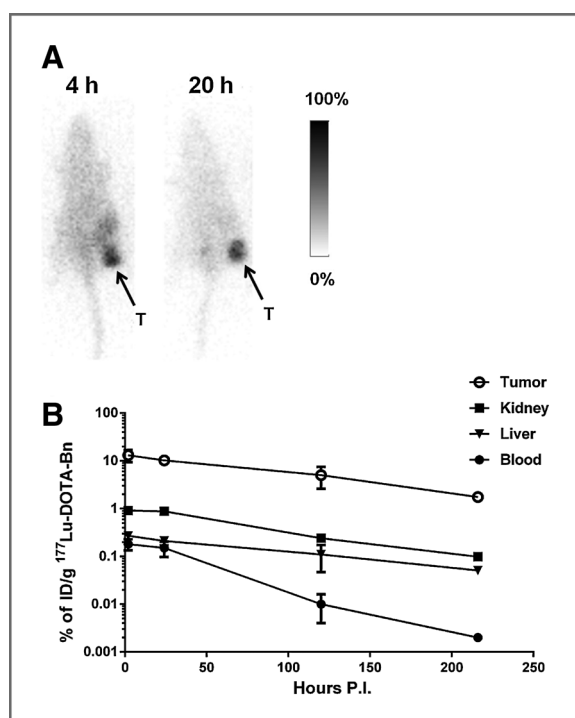 A
4 h
20 h
100%
0%
T
T
B
Tumor
Kidney
Liver
Blood
% of ID/g ¹⁷⁷Lu-DOTA-Bn
100
10
1
0.1
0.01
0.001
0
50
100
150
200
250
Hours P.I.